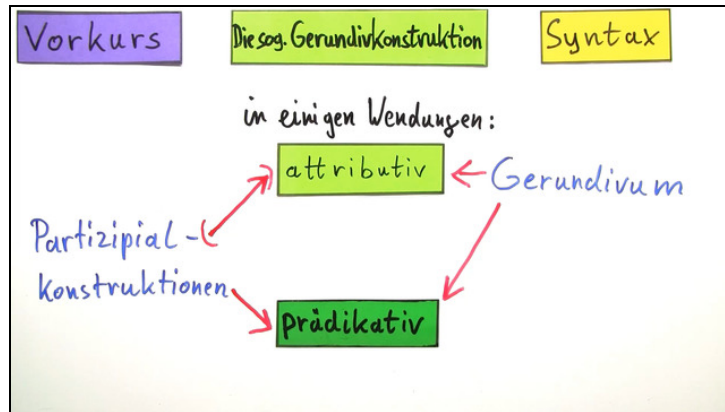 Vorkurs
Die sog. Gerundivkonstruktion
Syntax
in einigen Wendungen:
attributiv
Gerundivum
Partizipial-
konstruktionen
prädikativ